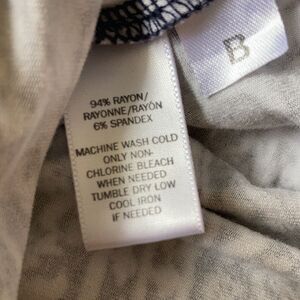 B
94% RAYON/
RAYONNE/RAYÓN
6% SPANDEX
MACHINE WASH COLD
ONLY NON-
CHLORINE BLEACH
WHEN NEEDED
TUMBLE DRY LOW
COOL IRON
IF NEEDED